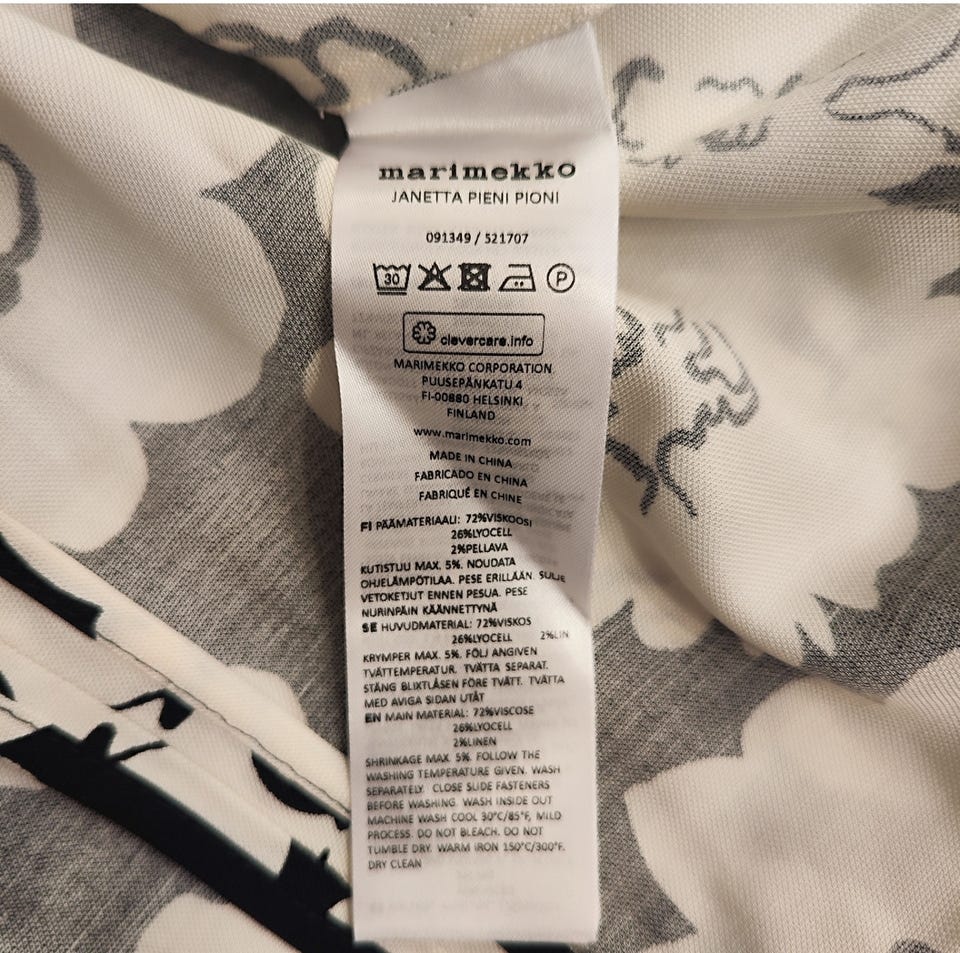 marimekko
JANETTA PIENI PIONI
091349 / 521707
30 P
clevercare.info
MARIMEKKO CORPORATION
PUUSEPÄNKATU 4
FI-00880 HELSINKI
FINLAND
www.marimekko.com
MADE IN CHINA
FABRICADO EN CHINA
FABRIQUÉ EN CHINE
FI PÄÄMATERIAALI: 72%VISKOOSI
26%LYOCELL
2%PELLAVA
KUTISTUU MAX. 5%. NOUDATA
OHJELÄMPÖTILAA. PESE ERILLÄÄN. SULJE
VETOKETJUT ENNEN PESUA. PESE
NURINPÄIN KÄÄNNETTYNÄ
SE HUVUDMATERIAL: 72%VISKOS
26%LYOCELL 2%LIN
KRYMPER MAX. 5%. FÖLJ ANGIVEN
TVÄTTEMPERATUR. TVÄTTA SEPARAT.
STÄNG BLIXTLÅSEN FÖRE TVÄTT. TVÄTTA
MED AVIGA SIDAN UTÅT
EN MAIN MATERIAL: 72%VISCOSE
26%LYOCELL
2%LINEN
SHRINKAGE MAX. 5%. FOLLOW THE
WASHING TEMPERATURE GIVEN. WASH
SEPARATELY. CLOSE SLIDE FASTENERS
BEFORE WASHING. WASH INSIDE OUT
MACHINE WASH COOL 30°C/85°F, MILD
PROCESS. DO NOT BLEACH. DO NOT
TUMBLE DRY. WARM IRON 150°C/300°F.
DRY CLEAN